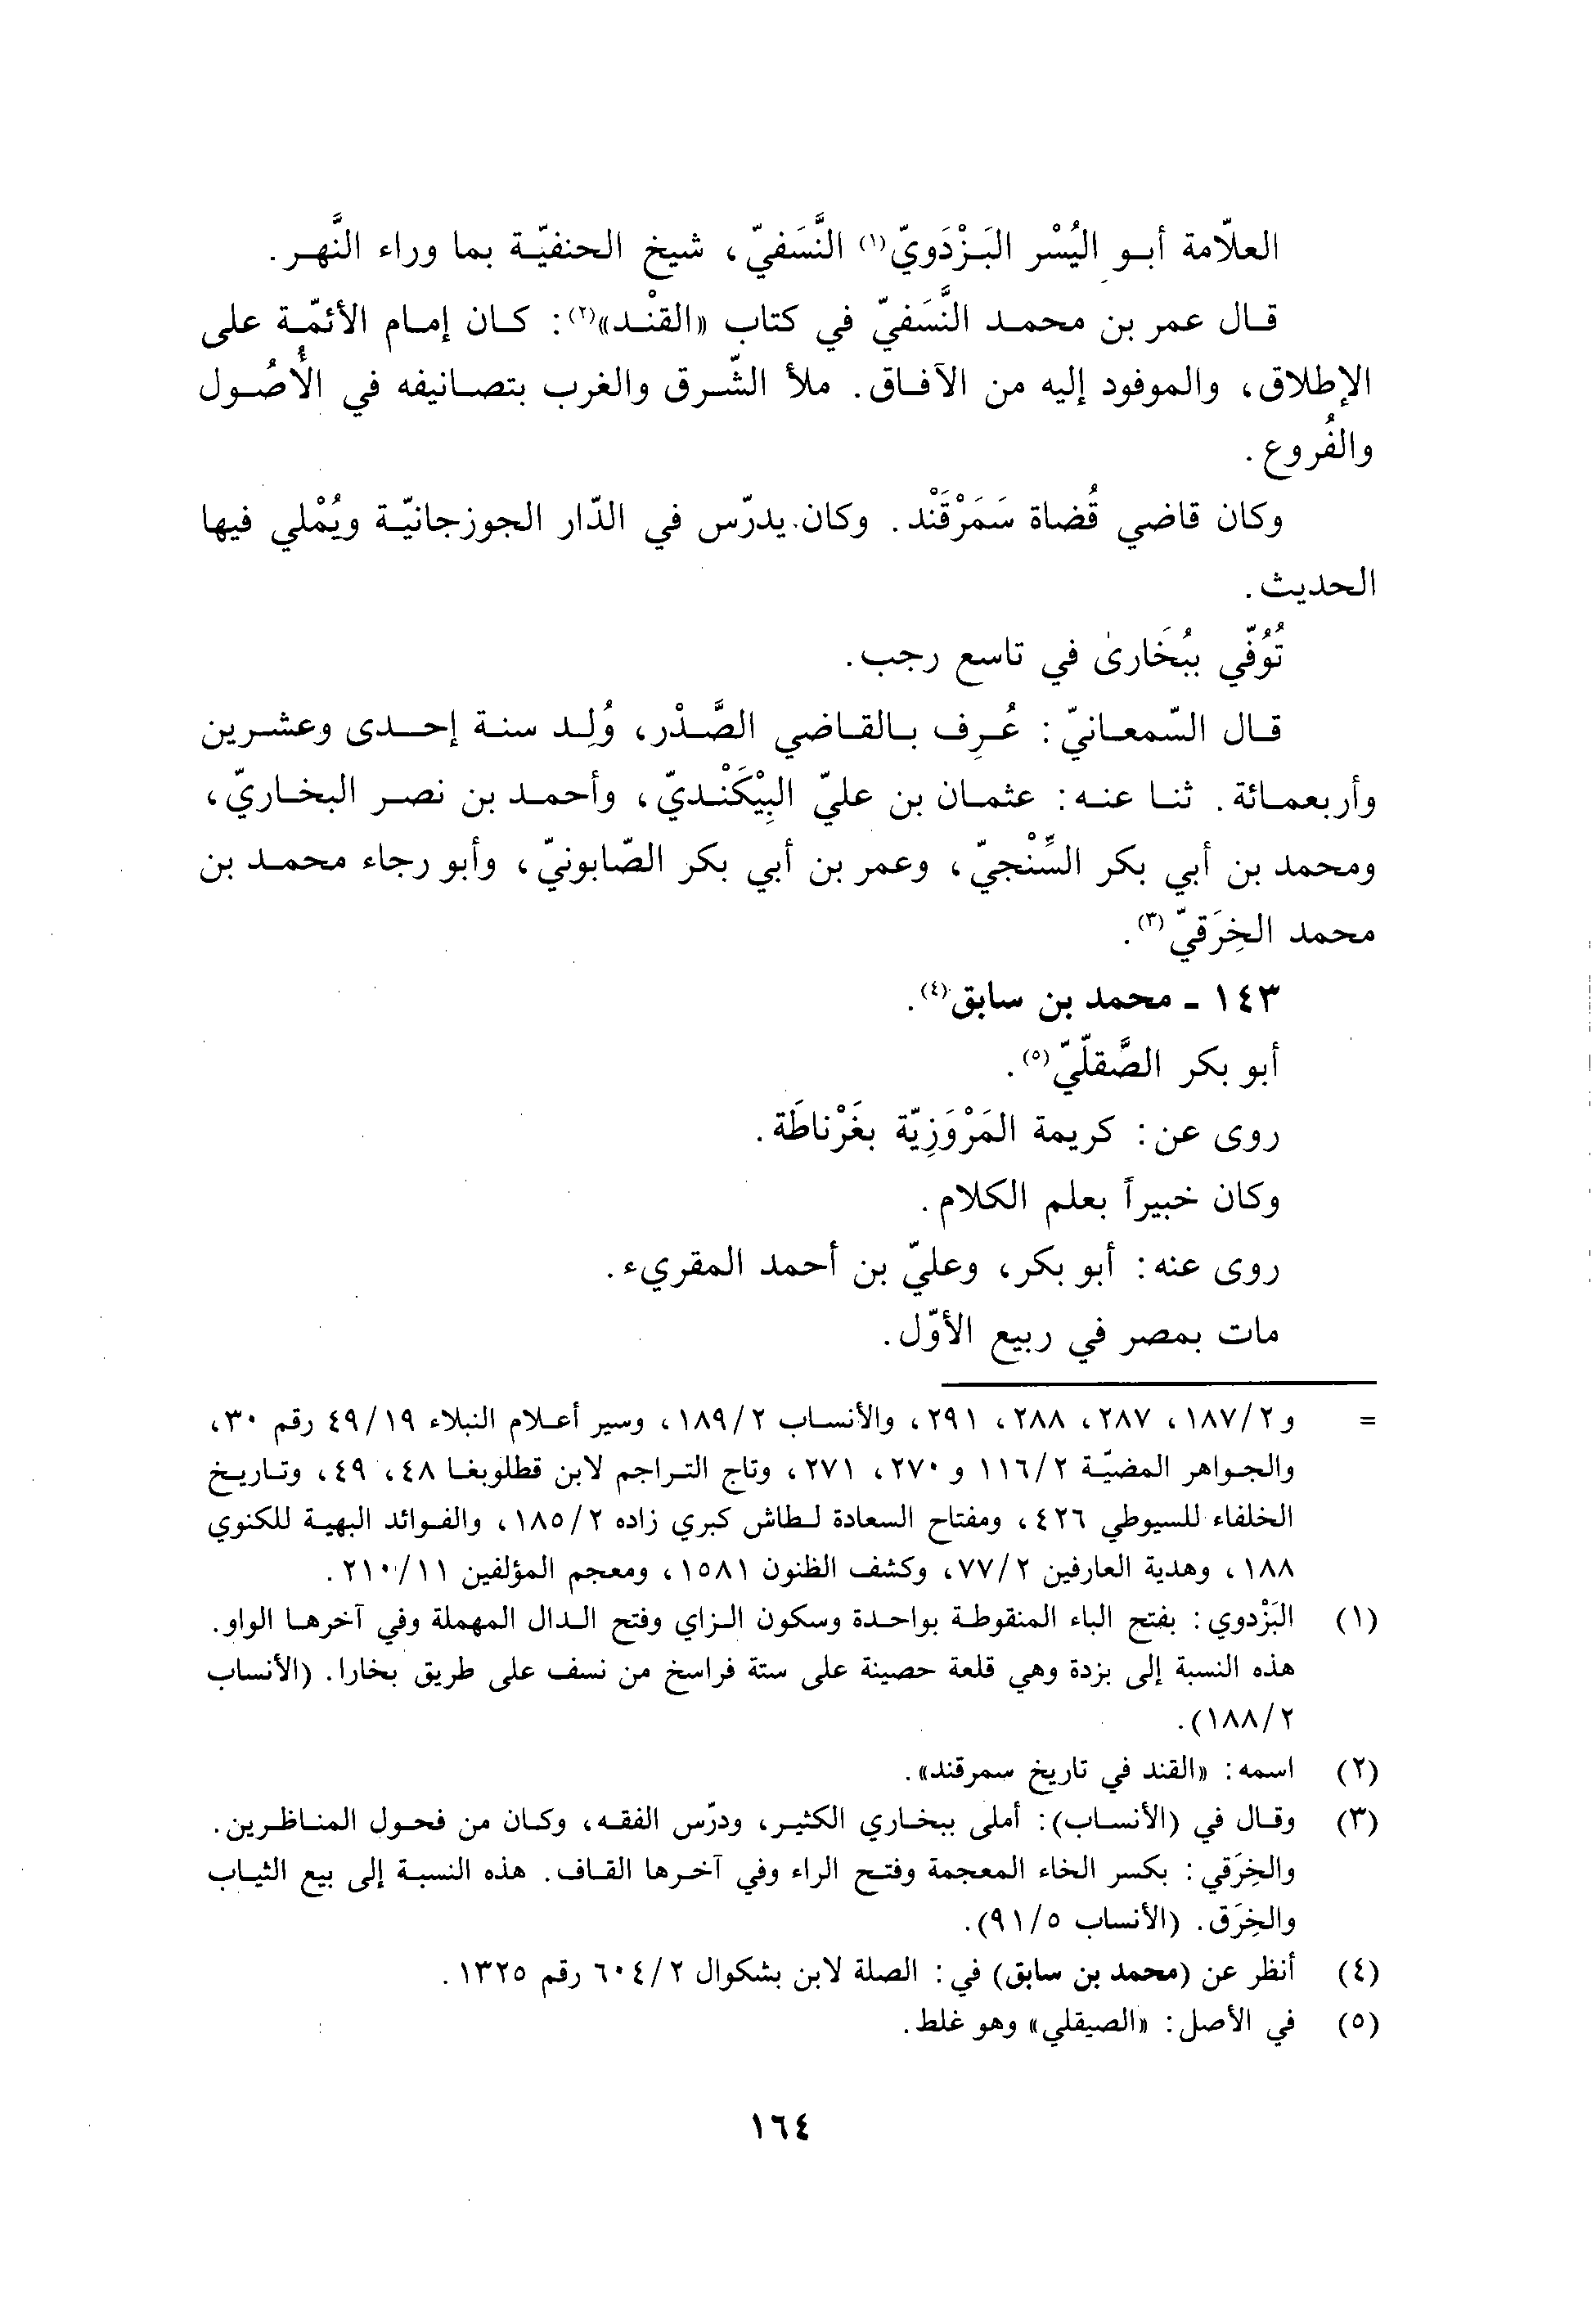 العلّامة أبو اليُسْر البَزْدَويّ(١) النَّسَفيّ، شيخ الحنفيّة بما وراء النَّهر.
قال عمر بن محمد النَّسَفيّ في كتاب «القنْد»(٢): كان إمام الأئمّة على
الإطلاق، والموفود إليه من الآفاق. ملأ الشّرق والغرب بتصانيفه في الأُصُول
والفُروع.
وكان قاضي قُضاة سَمَرْقَنْد. وكان يدرّس في الدّار الجوزجانيّة ويُمْلي فيها
الحديث.
تُوُفّي ببُخَارىٰ في تاسع رجب.
قال السّمعانيّ: عُرِف بالقاضي الصَّدْر، وُلِد سنة إحدى وعشرين
وأربعمائة. ثنا عنه: عثمان بن عليّ البِيْكَنْديّ، وأحمد بن نصر البخاريّ،
ومحمد بن أبي بكر السِّنْجيّ، وعمر بن أبي بكر الصّابونيّ، وأبو رجاء محمد بن
محمد الخِرَقيّ(٣).
١٤٣ - محمد بن سابق(٤).
أبو بكر الصَّقلّيّ(٥).
روى عن: كريمة المَرْوَزِيّة بغَرْناطَة.
وكان خبيراً بعلم الكلام.
روى عنه: أبو بكر، وعليّ بن أحمد المقريء.
مات بمصر في ربيع الأوّل.
= و٢/١٨٧، ٢٨٧، ٢٨٨، ٢٩١، والأنساب ٢/١٨٩، وسير أعلام النبلاء ١٩/٤٩ رقم ٣٠،
والجواهر المضيّة ٢/١١٦ و٢٧٠، ٢٧١، وتاج التراجم لابن قطلوبغا ٤٨، ٤٩، وتاريخ
الخلفاء للسيوطي ٤٢٦، ومفتاح السعادة لطاش كبري زاده ٢/١٨٥، والفوائد البهية للكنوي
١٨٨، وهدية العارفين ٢/٧٧، وكشف الظنون ١٥٨١، ومعجم المؤلفين ١١/٢١٠.
(١) البَزْدوي: بفتح الباء المنقوطة بواحدة وسكون الزاي وفتح الدال المهملة وفي آخرها الواو.
هذه النسبة إلى بزدة وهي قلعة حصينة على ستة فراسخ من نسف على طريق بخارا. (الأنساب
٢/١٨٨).
(٢) اسمه: «القند في تاريخ سمرقند».
(٣) وقال في (الأنساب): أملى ببخاري الكثير، ودرّس الفقه، وكان من فحول المناظرين.
والخِرَقي: بكسر الخاء المعجمة وفتح الراء وفي آخرها القاف. هذه النسبة إلى بيع الثياب
والخِرَق. (الأنساب ٥/٩١).
(٤) أنظر عن (محمد بن سابق) في: الصلة لابن بشكوال ٢/٦٠٤ رقم ١٣٢٥.
(٥) في الأصل: «الصيقلي» وهو غلط.
١٦٤